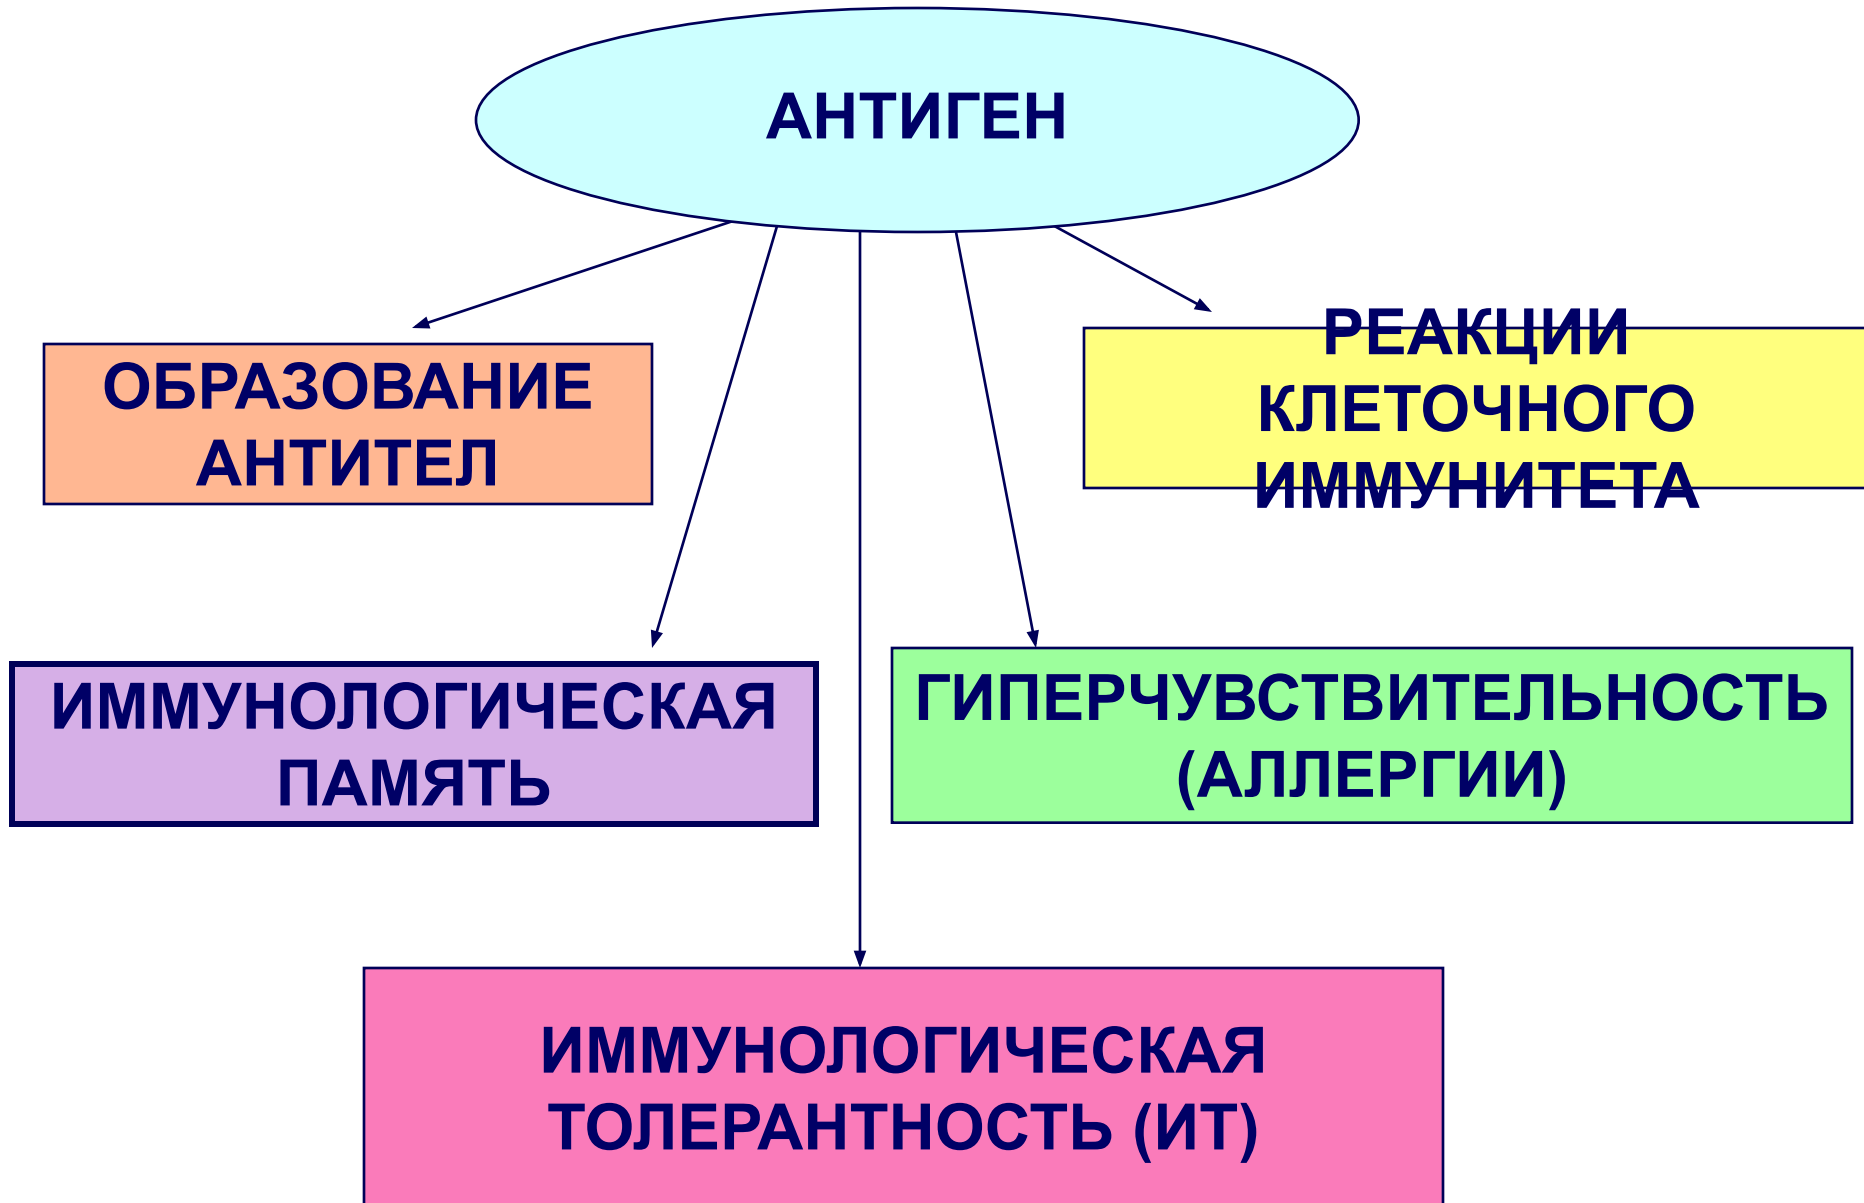 АНТИГЕН
ОБРАЗОВАНИЕ
АНТИТЕЛ
РЕАКЦИИ
КЛЕТОЧНОГО
ИММУНИТЕТА
ИММУНОЛОГИЧЕСКАЯ
ПАМЯТЬ
ГИПЕРЧУВСТВИТЕЛЬНОСТЬ
(АЛЛЕРГИИ)
ИММУНОЛОГИЧЕСКАЯ
ТОЛЕРАНТНОСТЬ (ИТ)